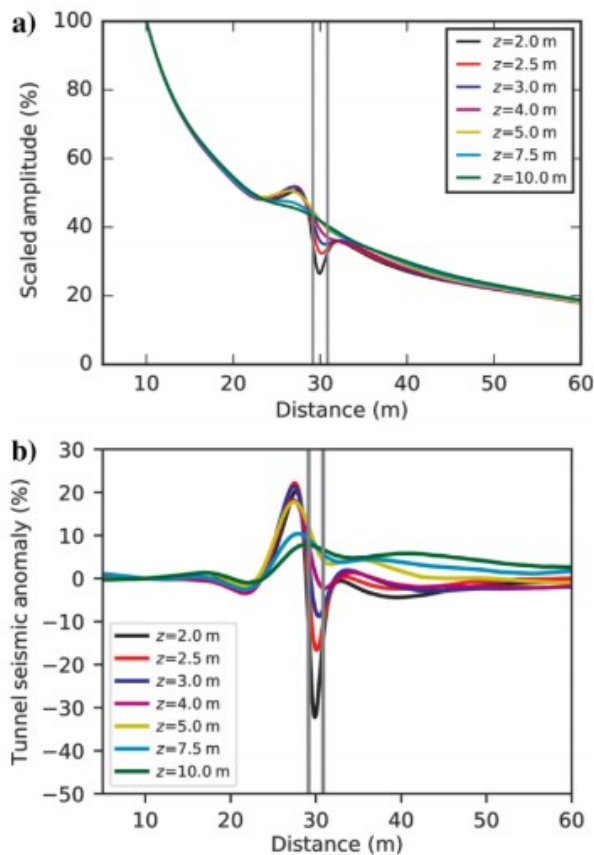 a)
100
80
60
40
20
0
Scaled amplitude (%)
z=2.0 m
z=2.5 m
z=3.0 m
z=4.0 m
z=5.0 m
z=7.5 m
z=10.0 m
10 20 30 40 50 60
Distance (m)
b)
30
20
10
0
−10
−20
−30
−40
−50
Tunnel seismic anomaly (%)
z=2.0 m
z=2.5 m
z=3.0 m
z=4.0 m
z=5.0 m
z=7.5 m
z=10.0 m
10 20 30 40 50 60
Distance (m)